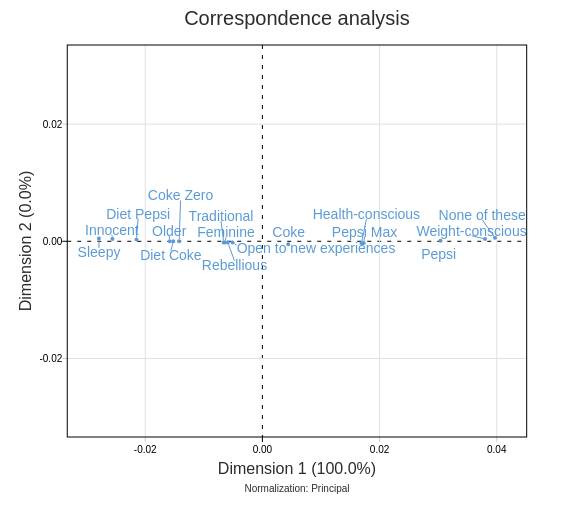 Correspondence analysis
Dimension 2 (0.0%)
0.02
0.00
-0.02
Coke Zero
Diet Pepsi
Traditional
Health-conscious
None of these
Innocent
Older
Feminine
Coke
Pepsi Max
Weight-conscious
Sleepy
Diet Coke
Open to new experiences
Pepsi
Rebellious
-0.02
0.00
0.02
0.04
Dimension 1 (100.0%)
Normalization: Principal